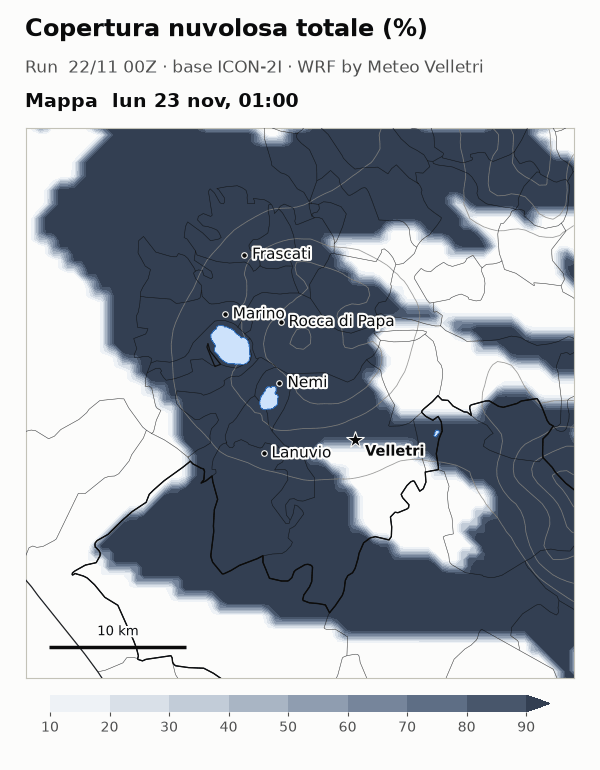 Copertura nuvolosa totale (%)
Run  22/11 00Z · base ICON-2I · WRF by Meteo Velletri
Mappa  lun 23 nov, 01:00
Frascati
Marino
Rocca di Papa
Nemi
Velletri
Lanuvio
10 km
10 20 30 40 50 60 70 80 90